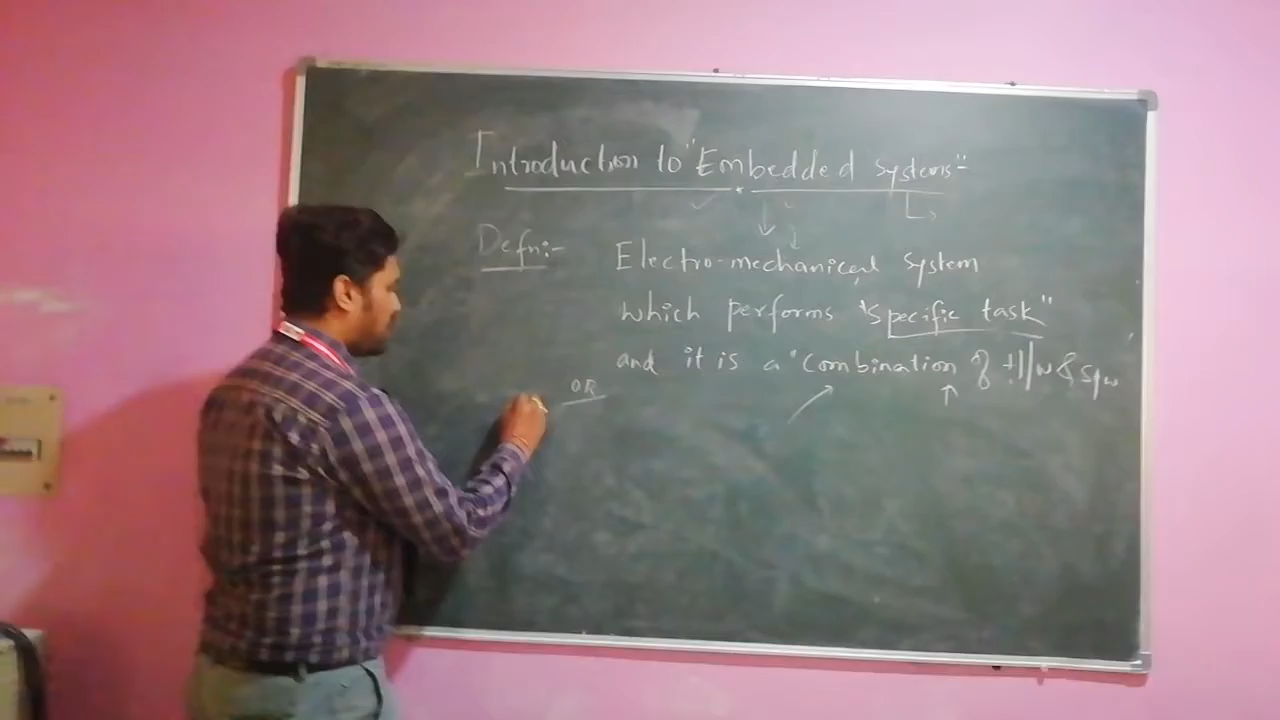 Introduction to "Embedded Systems"-
Defn:- Electro-mechanical System
which performs "Specific task"
and it is a "Combination of H/w & S/w
OR